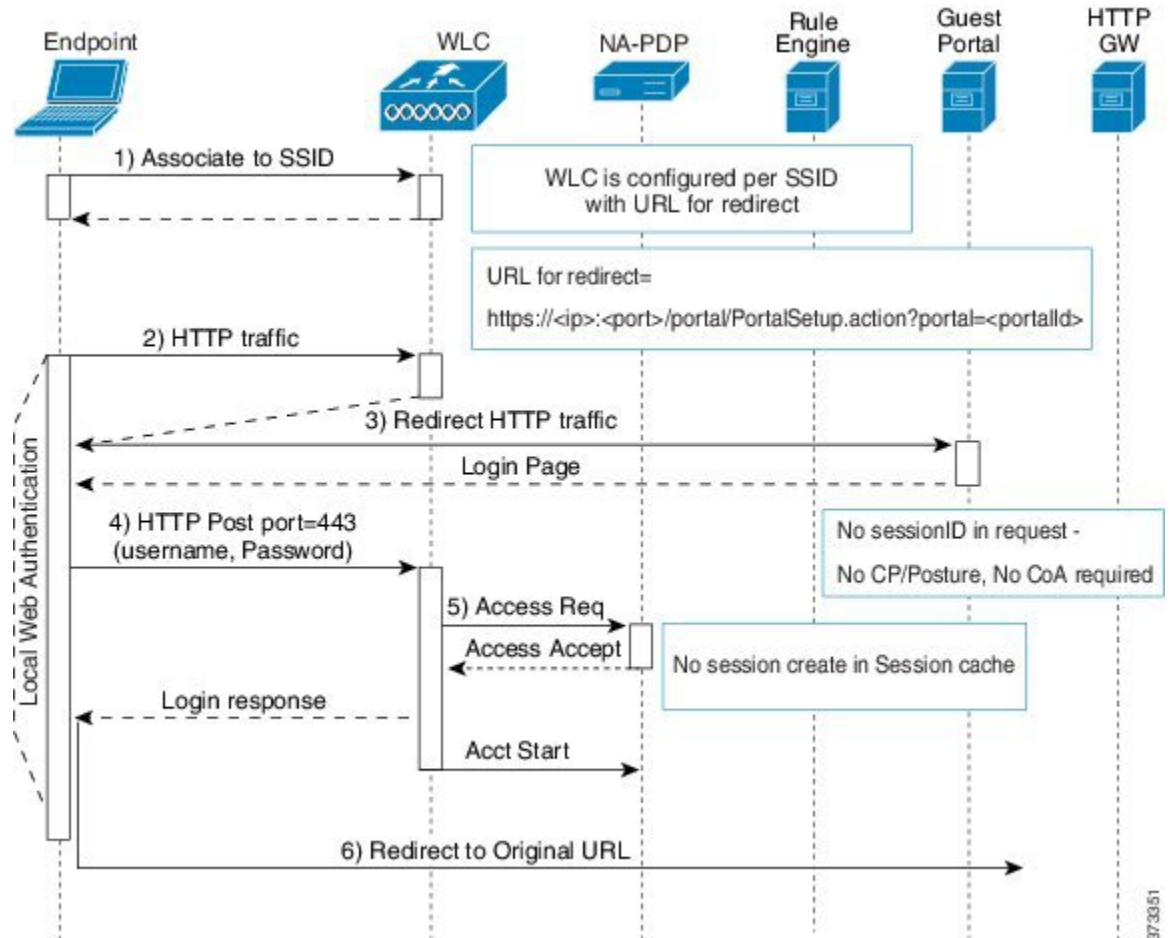 Endpoint
WLC
NA-PDP
Rule
Engine
Guest
Portal
HTTP
GW
1) Associate to SSID
WLC is configured per SSID
with URL for redirect
URL for redirect=
https://<ip>:<port>/portal/PortalSetup.action?portal=<portalId>
2) HTTP traffic
3) Redirect HTTP traffic
Login Page
Local Web Authentication
4) HTTP Post port=443
(username, Password)
No sessionID in request -
No CP/Posture, No CoA required
5) Access Req
Access Accept
No session create in Session cache
Login response
Acct Start
6) Redirect to Original URL
373351